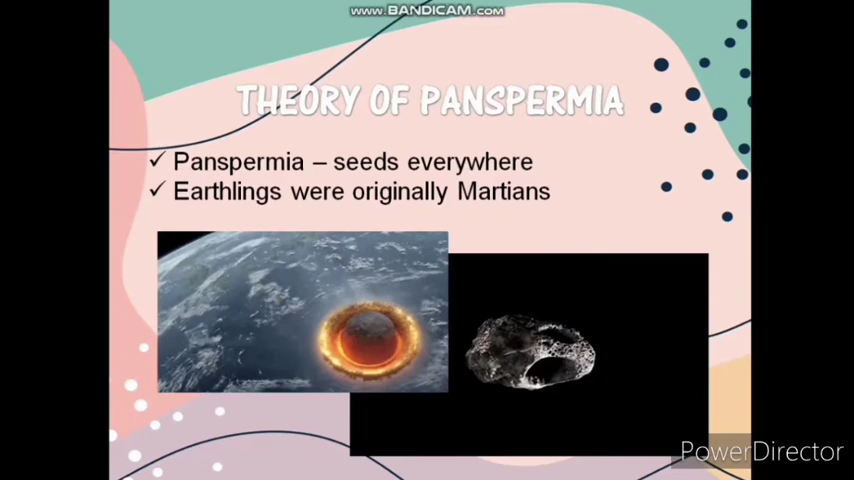 www.BANDICAM.com
THEORY OF PANSPERMIA
✓ Panspermia – seeds everywhere
✓ Earthlings were originally Martians
PowerDirector